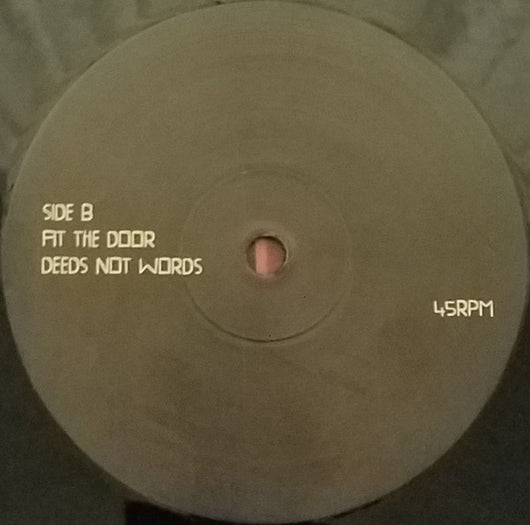 SIDE B
AT THE DOOR
DEEDS NOT WORDS
45RPM